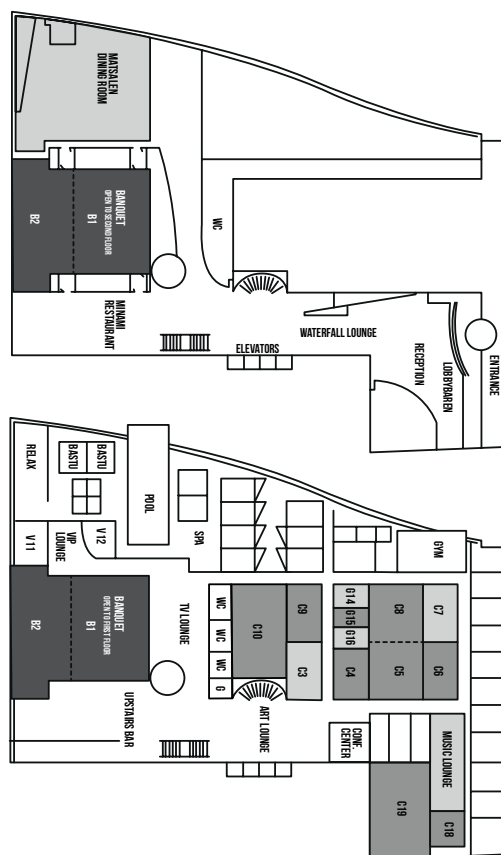 MATSALEN
DINING ROOM
BANQUET
OPEN TO SECOND FLOOR
B1
B2
WC
MINAMI
RESTAURANT
ELEVATORS
WATERFALL LOUNGE
RECEPTION
LOBBYBAREN
ENTRANCE
RELAX
BASTU
BASTU
POOL
SPA
GYM
V11
VIP
LOUNGE
V12
BANQUET
OPEN TO FIRST FLOOR
B1
B2
TV LOUNGE
UPSTAIRS BAR
WC
WC
WC
G
C10
C9
C3
ART LOUNGE
G14
G15
G16
C4
C8
C5
C7
C6
CONF.
CENTER
MUSIC LOUNGE
C18
C19